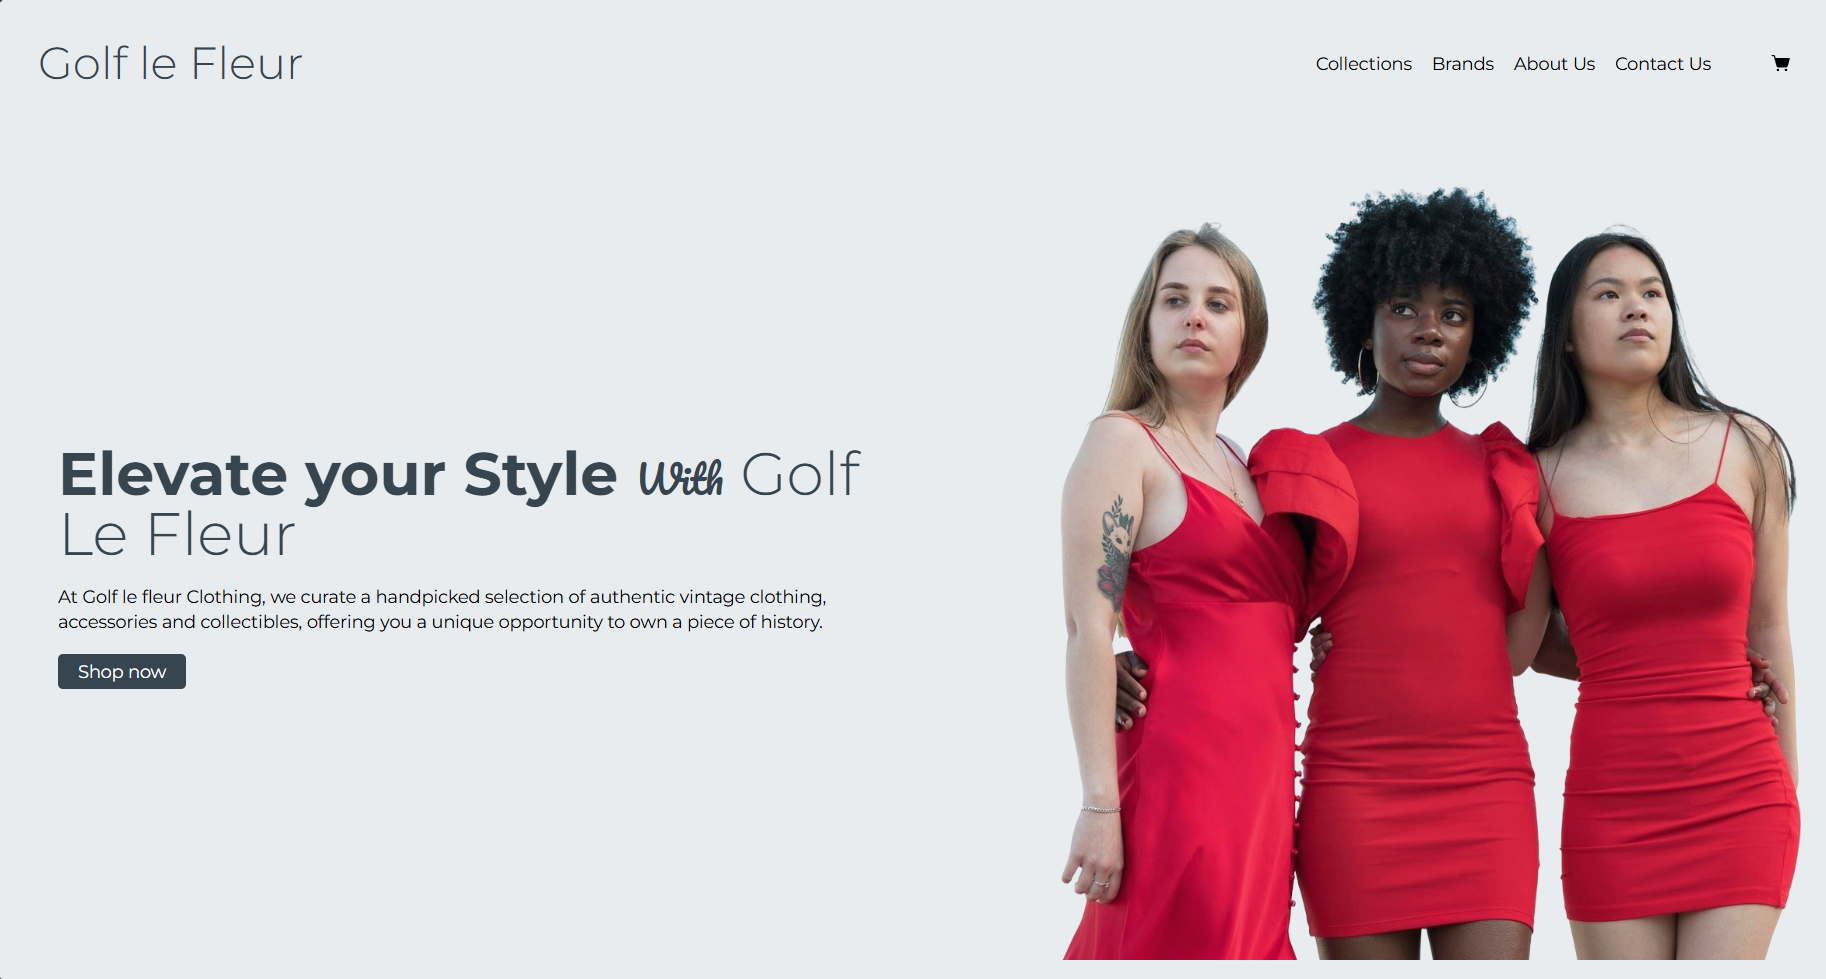 Golf le Fleur
Collections Brands About Us Contact Us
Elevate your Style With Golf
Le Fleur
At Golf le fleur Clothing, we curate a handpicked selection of authentic vintage clothing,
accessories and collectibles, offering you a unique opportunity to own a piece of history.
Shop now